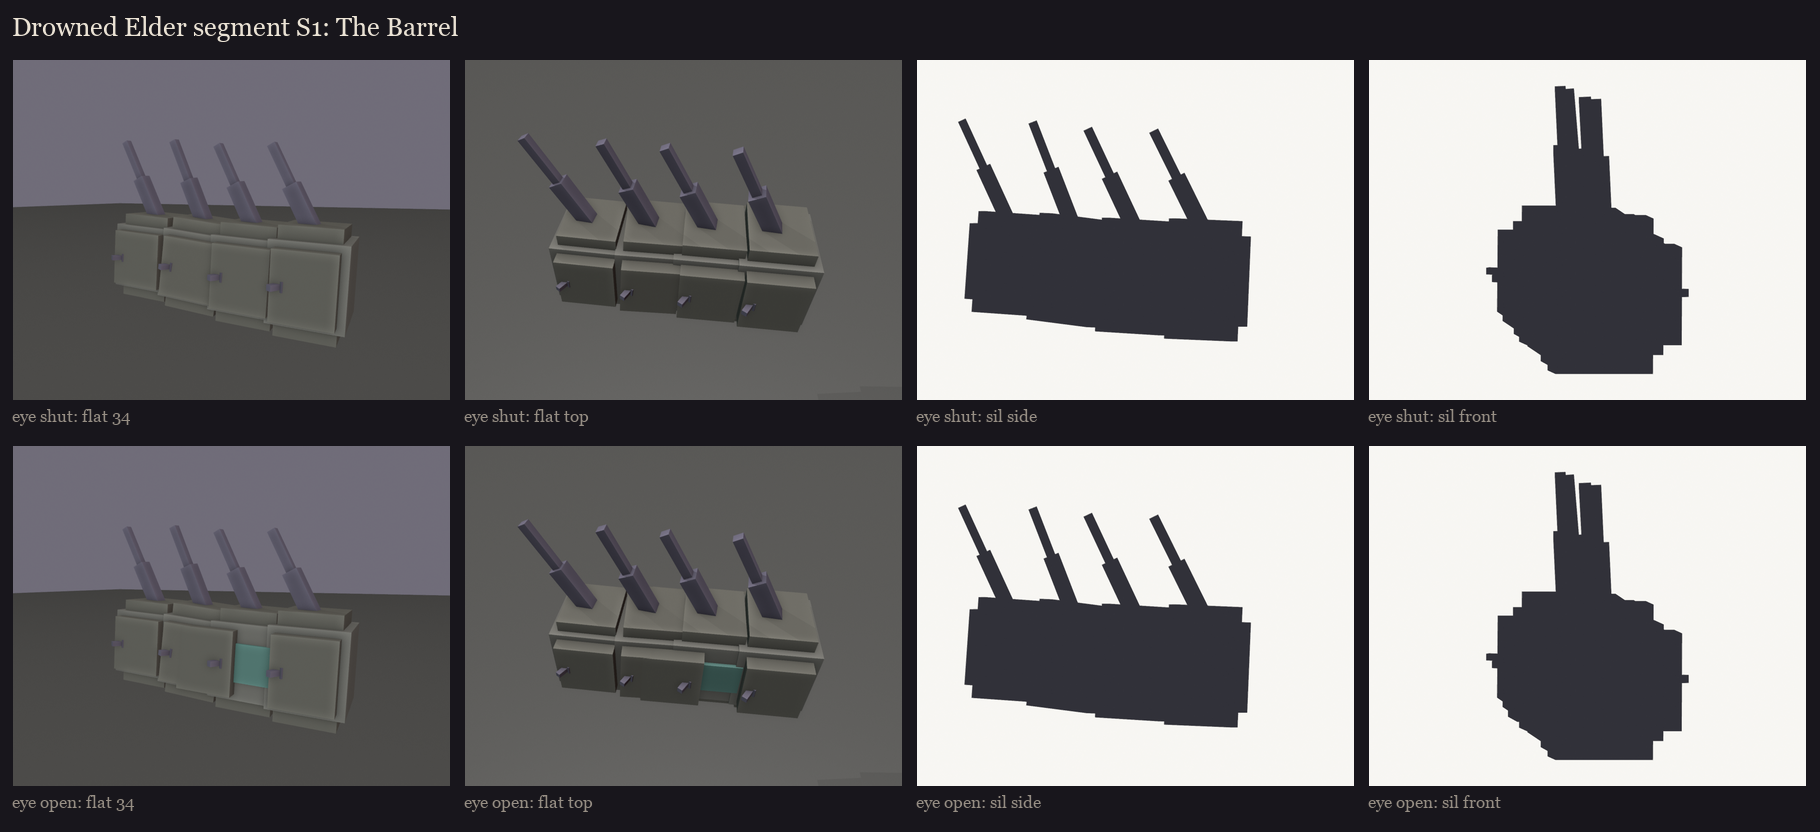 Drowned Elder segment S1: The Barrel
eye shut: flat 34
eye shut: flat top
eye shut: sil side
eye shut: sil front
eye open: flat 34
eye open: flat top
eye open: sil side
eye open: sil front